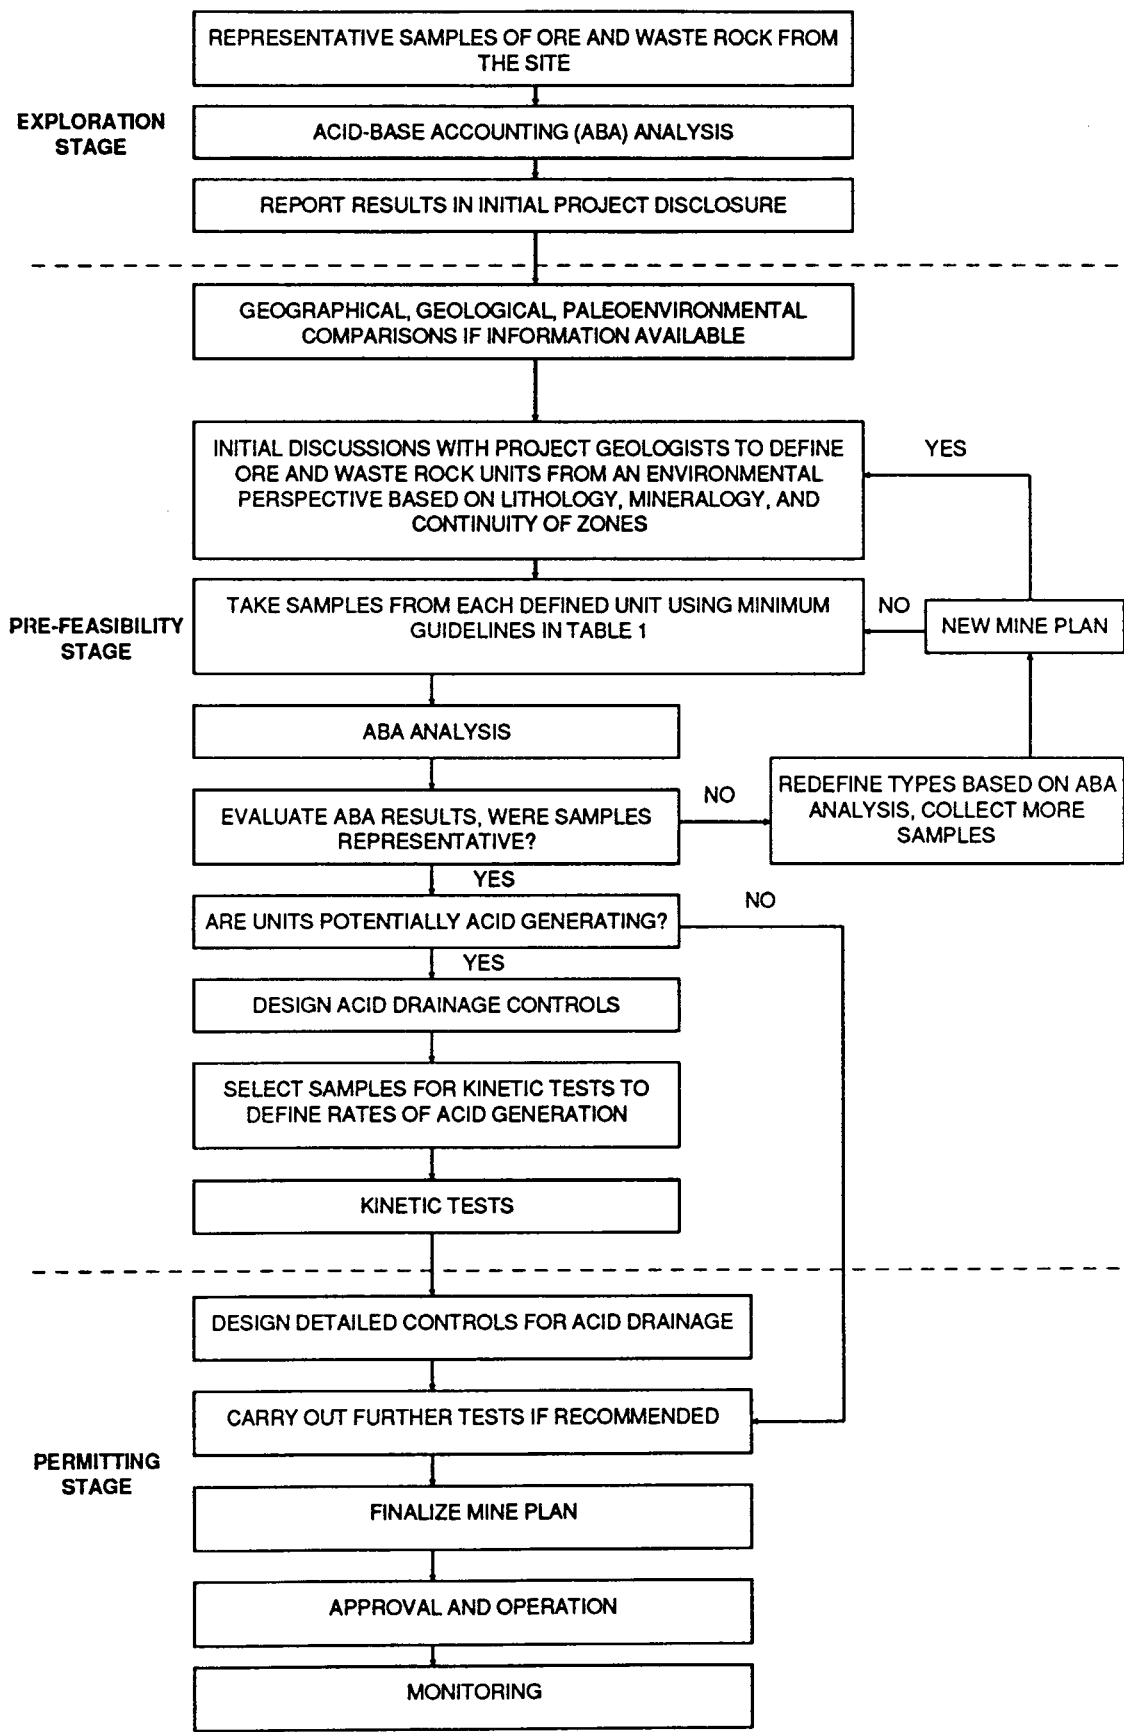 REPRESENTATIVE SAMPLES OF ORE AND WASTE ROCK FROM
THE SITE
EXPLORATION
STAGE
ACID-BASE ACCOUNTING (ABA) ANALYSIS
REPORT RESULTS IN INITIAL PROJECT DISCLOSURE
GEOGRAPHICAL, GEOLOGICAL, PALEOENVIRONMENTAL
COMPARISONS IF INFORMATION AVAILABLE
INITIAL DISCUSSIONS WITH PROJECT GEOLOGISTS TO DEFINE
ORE AND WASTE ROCK UNITS FROM AN ENVIRONMENTAL
PERSPECTIVE BASED ON LITHOLOGY, MINERALOGY, AND
CONTINUITY OF ZONES
YES
PRE-FEASIBILITY
STAGE
TAKE SAMPLES FROM EACH DEFINED UNIT USING MINIMUM
GUIDELINES IN TABLE 1
NO
NEW MINE PLAN
ABA ANALYSIS
EVALUATE ABA RESULTS, WERE SAMPLES
REPRESENTATIVE?
NO
REDEFINE TYPES BASED ON ABA
ANALYSIS, COLLECT MORE
SAMPLES
YES
ARE UNITS POTENTIALLY ACID GENERATING?
NO
YES
DESIGN ACID DRAINAGE CONTROLS
SELECT SAMPLES FOR KINETIC TESTS TO
DEFINE RATES OF ACID GENERATION
KINETIC TESTS
DESIGN DETAILED CONTROLS FOR ACID DRAINAGE
CARRY OUT FURTHER TESTS IF RECOMMENDED
PERMITTING
STAGE
FINALIZE MINE PLAN
APPROVAL AND OPERATION
MONITORING